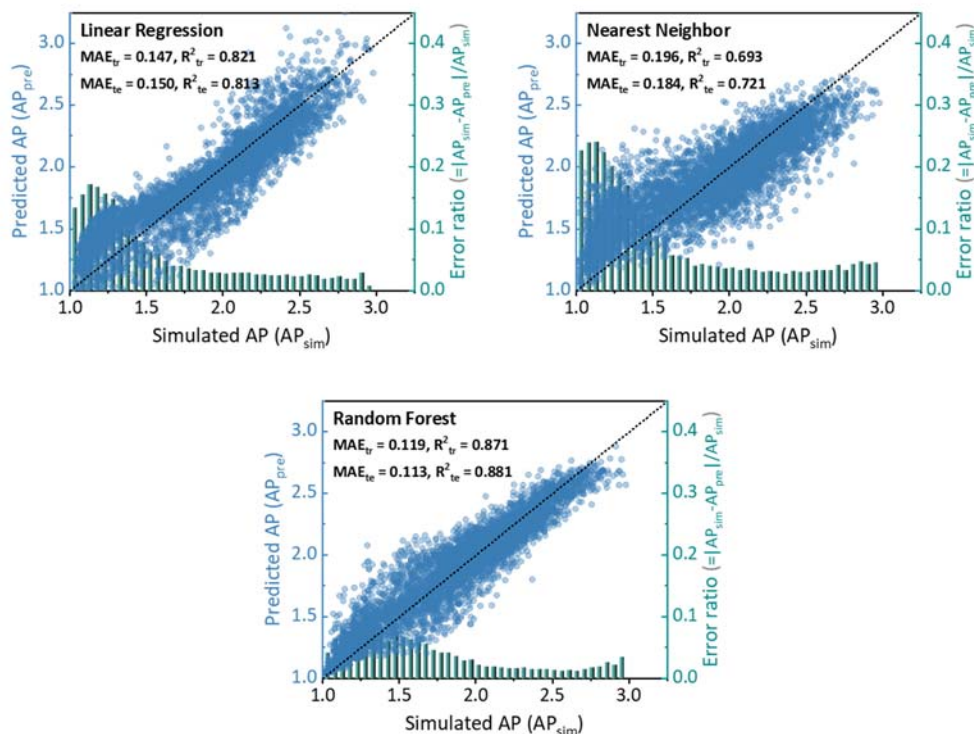 Linear Regression
MAE_tr = 0.147, R²_tr = 0.821
MAE_te = 0.150, R²_te = 0.813
Predicted AP (AP_pre)
3.0
2.5
2.0
1.5
1.0
1.0 1.5 2.0 2.5 3.0
Simulated AP (AP_sim)
0.4
0.3
0.2
0.1
0.0
Error ratio (=|AP_sim-AP_pre|/AP_sim)
Nearest Neighbor
MAE_tr = 0.196, R²_tr = 0.693
MAE_te = 0.184, R²_te = 0.721
Predicted AP (AP_pre)
3.0
2.5
2.0
1.5
1.0
1.0 1.5 2.0 2.5 3.0
Simulated AP (AP_sim)
0.4
0.3
0.2
0.1
0.0
Error ratio (=|AP_sim-AP_pre|/AP_sim)
Random Forest
MAE_tr = 0.119, R²_tr = 0.871
MAE_te = 0.113, R²_te = 0.881
Predicted AP (AP_pre)
3.0
2.5
2.0
1.5
1.0
1.0 1.5 2.0 2.5 3.0
Simulated AP (AP_sim)
0.4
0.3
0.2
0.1
0.0
Error ratio (=|AP_sim-AP_pre|/AP_sim)